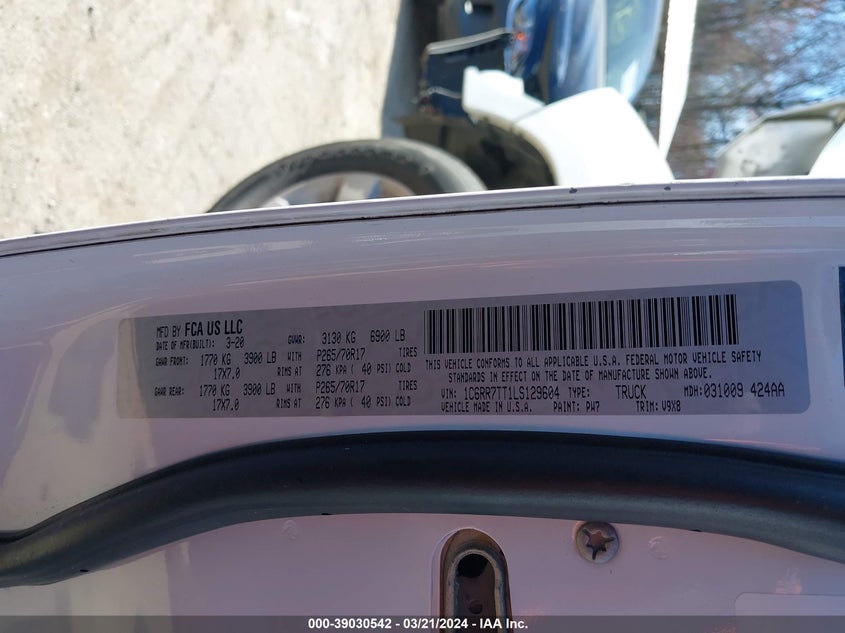 MFD BY FCA US LLC
DATE OF MFR(BUILT): 3-20 GVWR: 3130 KG 6900 LB
GAWR FRONT: 1770 KG 3900 LB WITH P265/70R17 TIRES
17X7.0 RIMS AT 276 KPA ( 40 PSI) COLD
GAWR REAR: 1770 KG 3900 LB WITH P265/70R17 TIRES
17X7.0 RIMS AT 276 KPA ( 40 PSI) COLD
THIS VEHICLE CONFORMS TO ALL APPLICABLE U.S.A. FEDERAL MOTOR VEHICLE SAFETY
STANDARDS IN EFFECT ON THE DATE OF MANUFACTURE SHOWN ABOVE.
VIN: 1C6RR7TT1LS129604 TYPE: TRUCK MDH: 031009 424AA
VEHICLE MADE IN U.S.A. PAINT: PW7 TRIM: V9X8
000-39030542 — 03/21/2024 — IAA Inc.